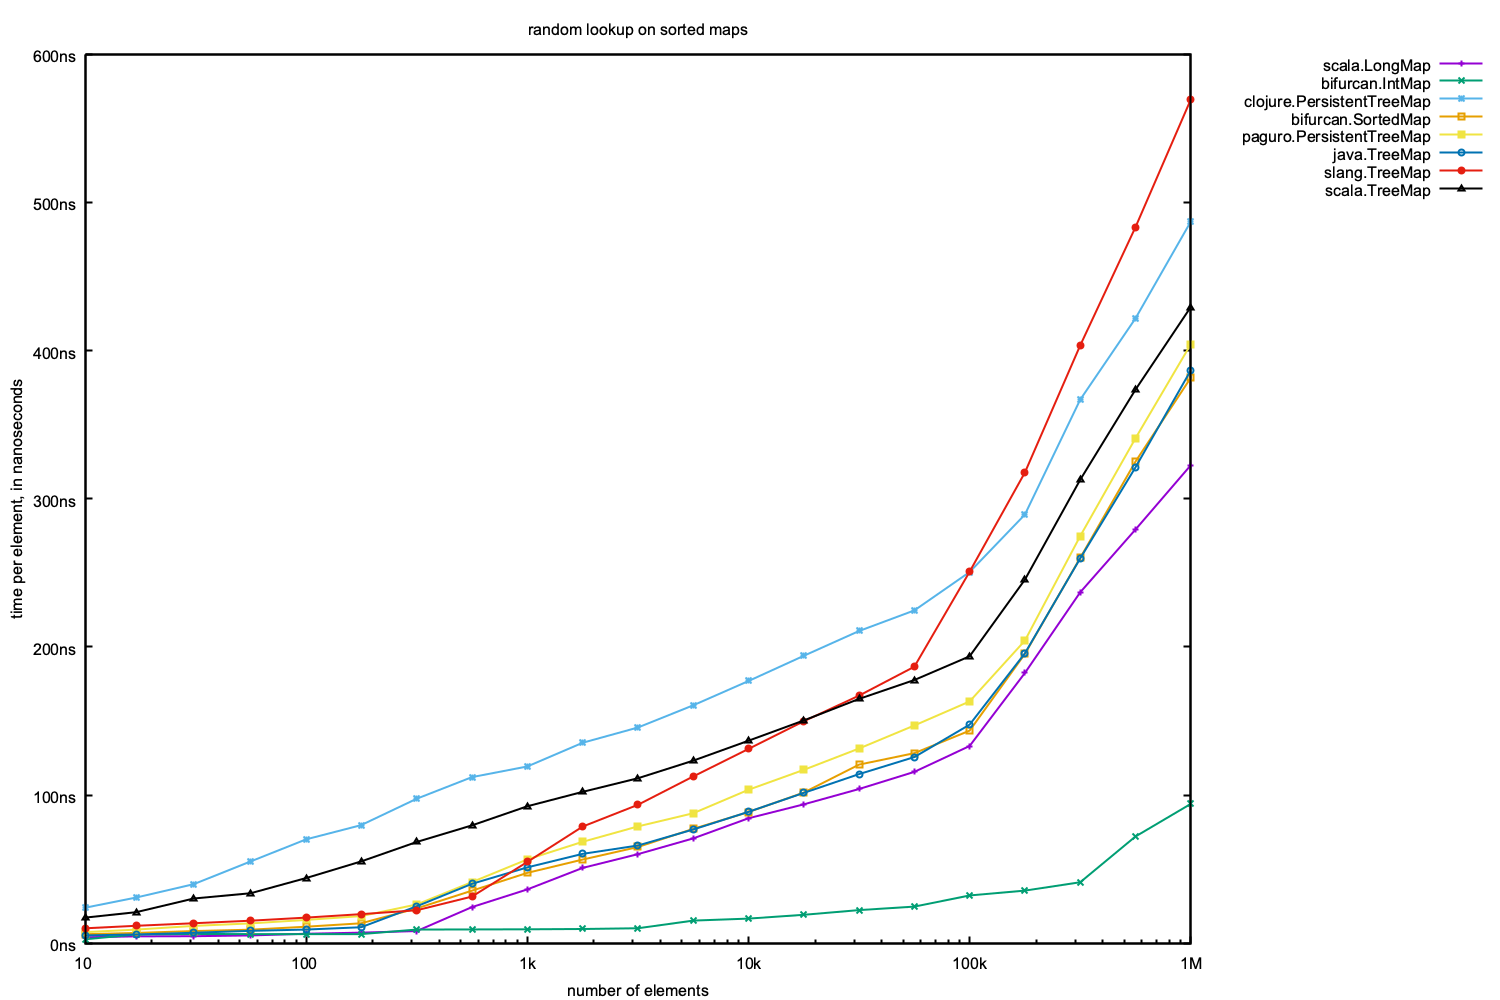 random lookup on sorted maps
600ns
500ns
400ns
300ns
200ns
100ns
0ns
time per element, in nanoseconds
10
100
1k
10k
100k
1M
number of elements
scala.LongMap
bifurcan.IntMap
clojure.PersistentTreeMap
bifurcan.SortedMap
paguro.PersistentTreeMap
java.TreeMap
slang.TreeMap
scala.TreeMap